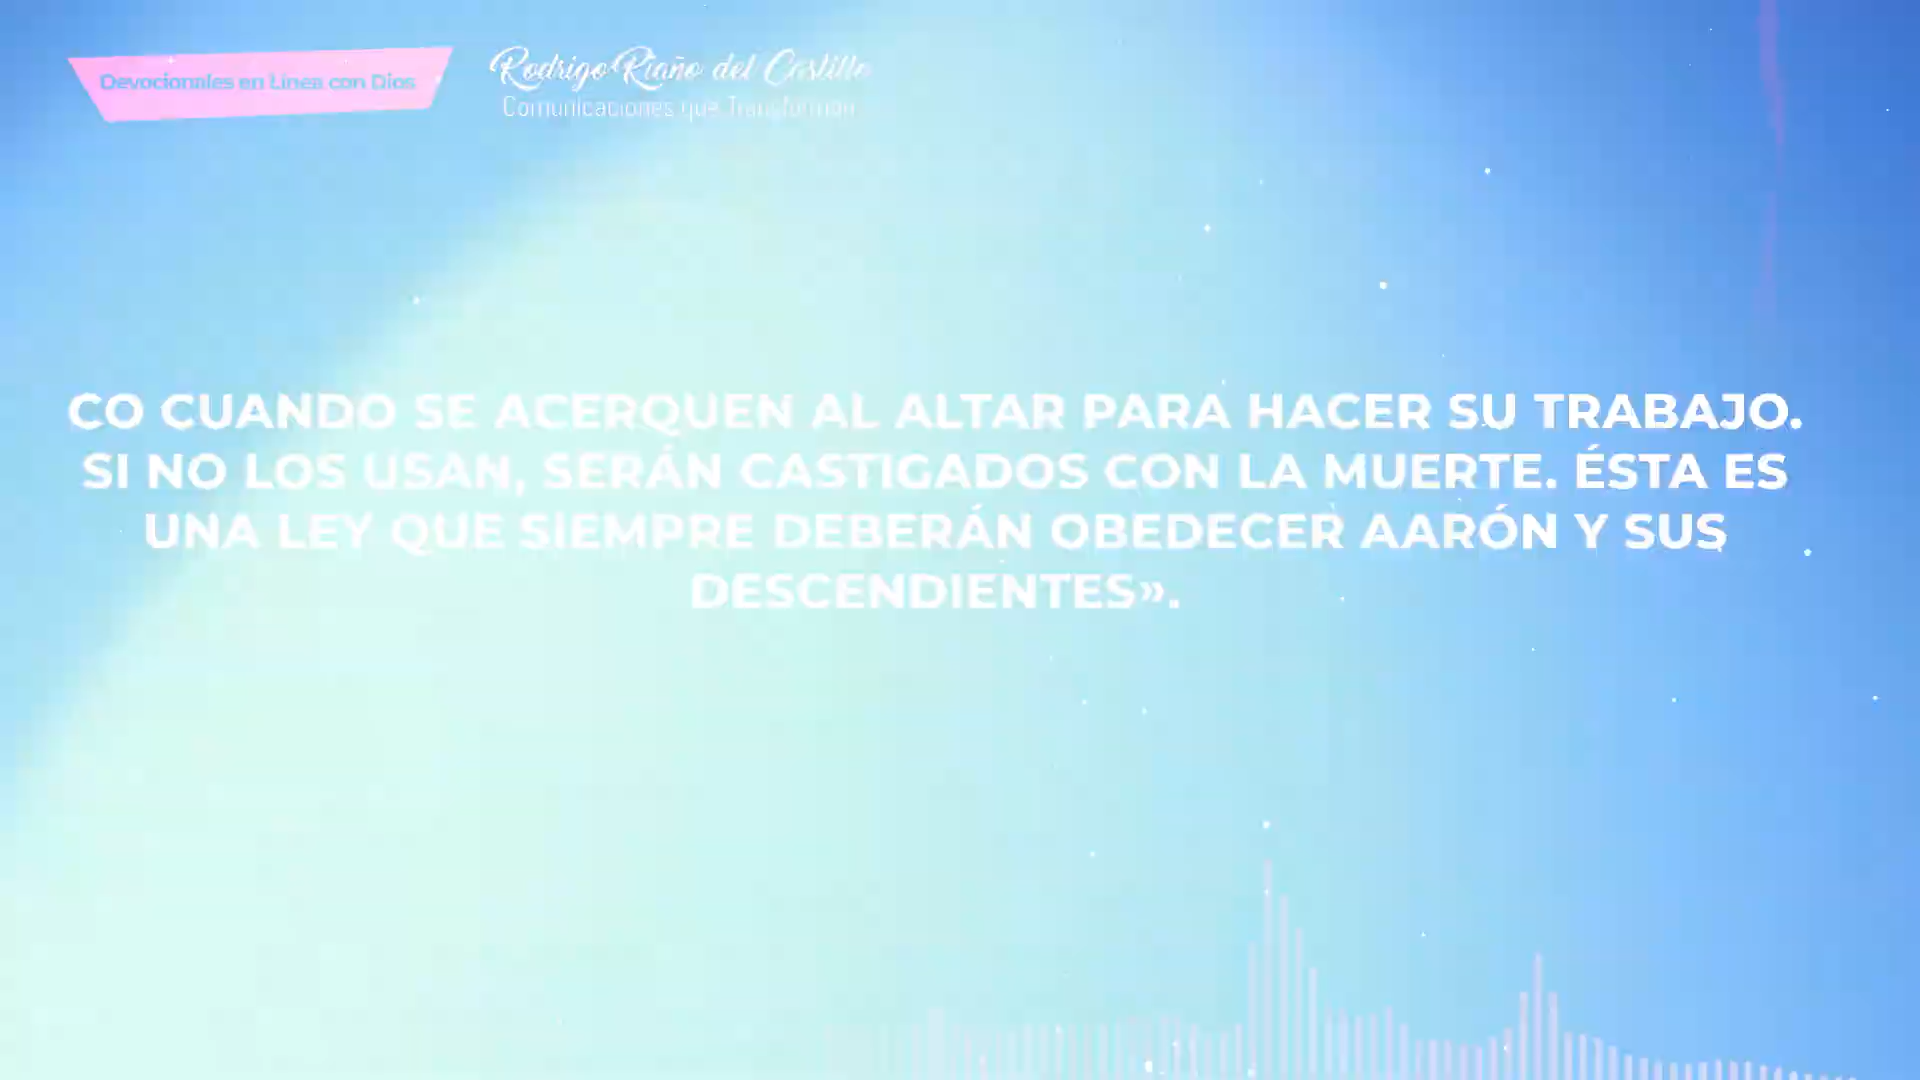 Devocionales en Línea con Dios
Rodrigo Riaño del Castillo
Comunicaciones que Transforman
CO CUANDO SE ACERQUEN AL ALTAR PARA HACER SU TRABAJO.
SI NO LOS USAN, SERÁN CASTIGADOS CON LA MUERTE. ÉSTA ES
UNA LEY QUE SIEMPRE DEBERÁN OBEDECER AARÓN Y SUS
DESCENDIENTES».